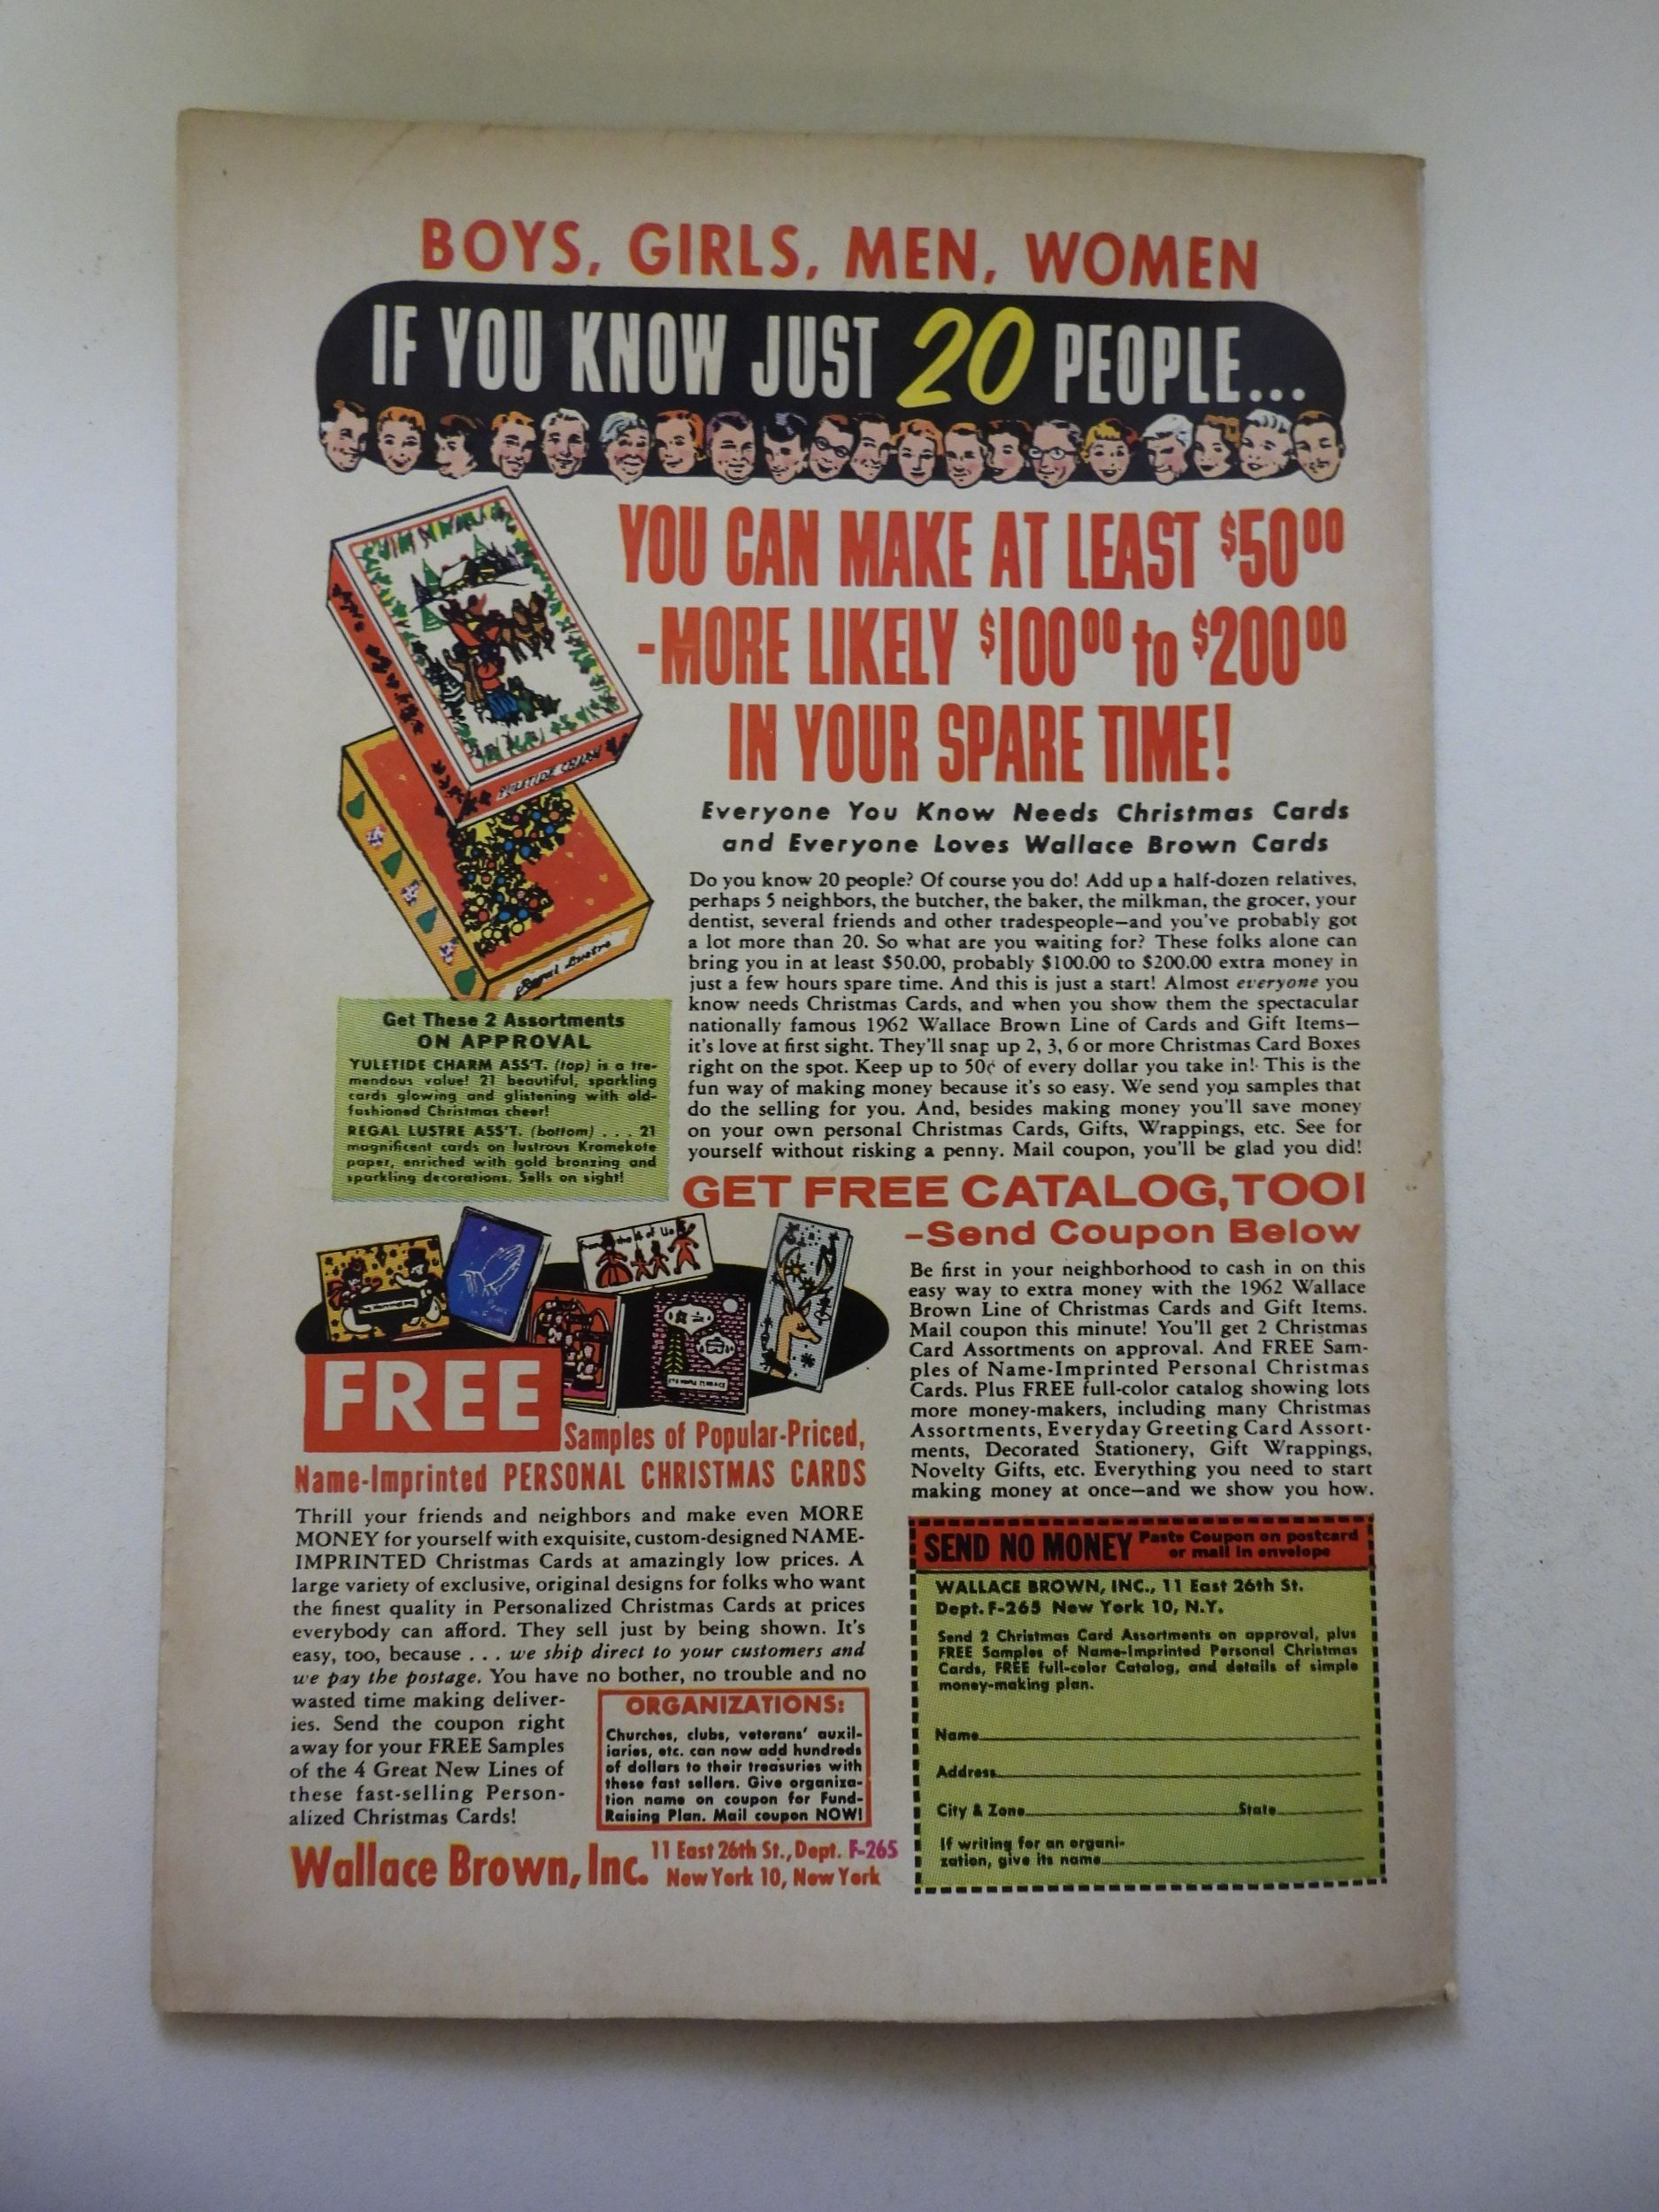 BOYS, GIRLS, MEN, WOMEN
IF YOU KNOW JUST 20 PEOPLE...
YOU CAN MAKE AT LEAST $50⁰⁰
-MORE LIKELY $100⁰⁰ to $200⁰⁰
IN YOUR SPARE TIME!
YULETIDE CHARM
Regal Lustre
Everyone You Know Needs Christmas Cards
and Everyone Loves Wallace Brown Cards
Do you know 20 people? Of course you do! Add up a half-dozen relatives,
perhaps 5 neighbors, the butcher, the baker, the milkman, the grocer, your
dentist, several friends and other tradespeople—and you've probably got
a lot more than 20. So what are you waiting for? These folks alone can
bring you in at least $50.00, probably $100.00 to $200.00 extra money in
just a few hours spare time. And this is just a start! Almost everyone you
know needs Christmas Cards, and when you show them the spectacular
nationally famous 1962 Wallace Brown Line of Cards and Gift Items—
it's love at first sight. They'll snap up 2, 3, 6 or more Christmas Card Boxes
right on the spot. Keep up to 50¢ of every dollar you take in! This is the
fun way of making money because it's so easy. We send you samples that
do the selling for you. And, besides making money you'll save money
on your own personal Christmas Cards, Gifts, Wrappings, etc. See for
yourself without risking a penny. Mail coupon, you'll be glad you did!
Get These 2 Assortments
ON APPROVAL
YULETIDE CHARM ASS'T. (top) is a tre-
mendous value! 21 beautiful, sparkling
cards glowing and glistening with old-
fashioned Christmas cheer!
REGAL LUSTRE ASS'T. (bottom) . . . 21
magnificent cards on lustrous Kromekote
paper, enriched with gold bronzing and
sparkling decorations. Sells on sight!
GET FREE CATALOG, TOO!
–Send Coupon Below
Be first in your neighborhood to cash in on this
easy way to extra money with the 1962 Wallace
Brown Line of Christmas Cards and Gift Items.
Mail coupon this minute! You'll get 2 Christmas
Card Assortments on approval. And FREE Sam-
ples of Name-Imprinted Personal Christmas
Cards. Plus FREE full-color catalog showing lots
more money-makers, including many Christmas
Assortments, Everyday Greeting Card Assort-
ments, Decorated Stationery, Gift Wrappings,
Novelty Gifts, etc. Everything you need to start
making money at once—and we show you how.
From the 4 of Us
FREE
Samples of Popular-Priced,
Name-Imprinted PERSONAL CHRISTMAS CARDS
Thrill your friends and neighbors and make even MORE
MONEY for yourself with exquisite, custom-designed NAME-
IMPRINTED Christmas Cards at amazingly low prices. A
large variety of exclusive, original designs for folks who want
the finest quality in Personalized Christmas Cards at prices
everybody can afford. They sell just by being shown. It's
easy, too, because . . . we ship direct to your customers and
we pay the postage. You have no bother, no trouble and no
wasted time making deliver-
ies. Send the coupon right
away for your FREE Samples
of the 4 Great New Lines of
these fast-selling Person-
alized Christmas Cards!
ORGANIZATIONS:
Churches, clubs, veterans' auxil-
iaries, etc. can now add hundreds
of dollars to their treasuries with
these fast sellers. Give organiza-
tion name on coupon for Fund-
Raising Plan. Mail coupon NOW!
Wallace Brown, Inc. 11 East 26th St., Dept. F-265
New York 10, New York
SEND NO MONEY Paste Coupon on postcard
or mail in envelope
WALLACE BROWN, INC., 11 East 26th St.
Dept. F-265 New York 10, N.Y.
Send 2 Christmas Card Assortments on approval, plus
FREE Samples of Name-Imprinted Personal Christmas
Cards, FREE full-color Catalog, and details of simple
money-making plan.
Name
Address
City & Zone State
If writing for an organi-
zation, give its name